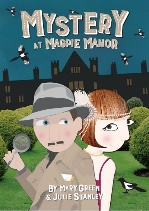 MYSTERY
AT MAGPIE MANOR
BY MARY GREEN
& JULIE STANLEY